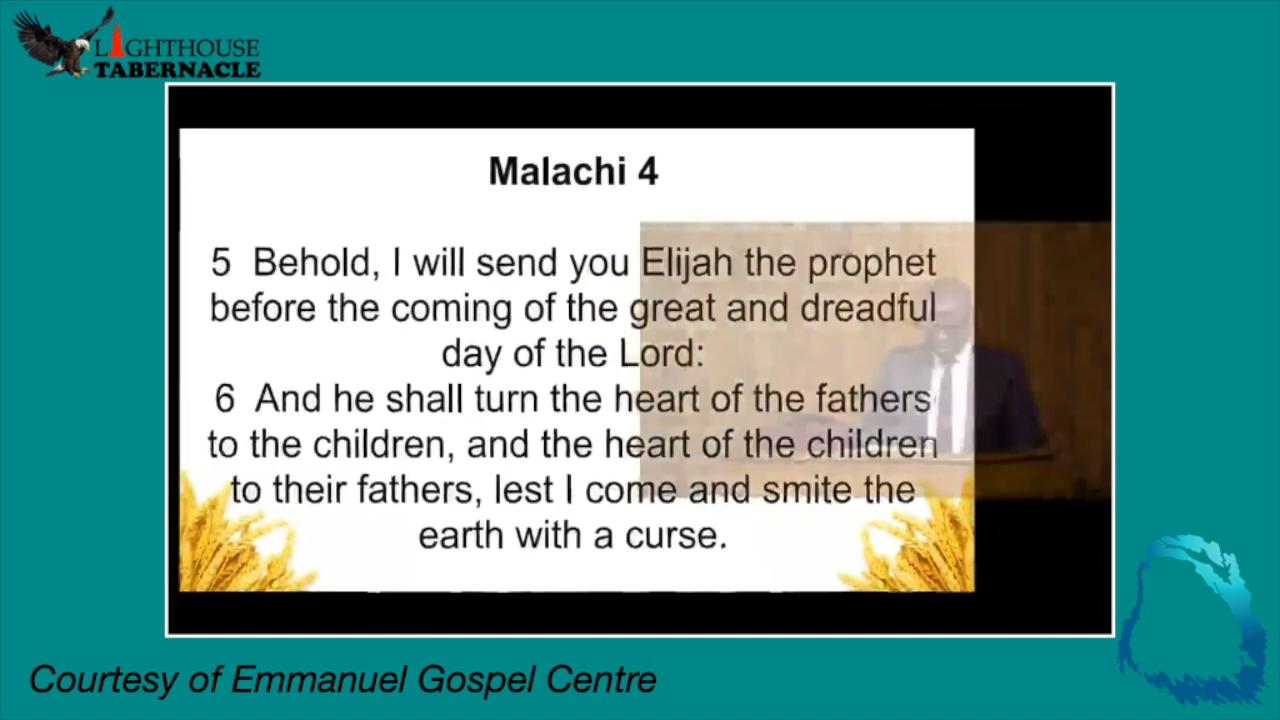 LIGHTHOUSE
TABERNACLE
Malachi 4
5 Behold, I will send you Elijah the prophet
before the coming of the great and dreadful
day of the Lord:
6 And he shall turn the heart of the fathers
to the children, and the heart of the children
to their fathers, lest I come and smite the
earth with a curse.
Courtesy of Emmanuel Gospel Centre